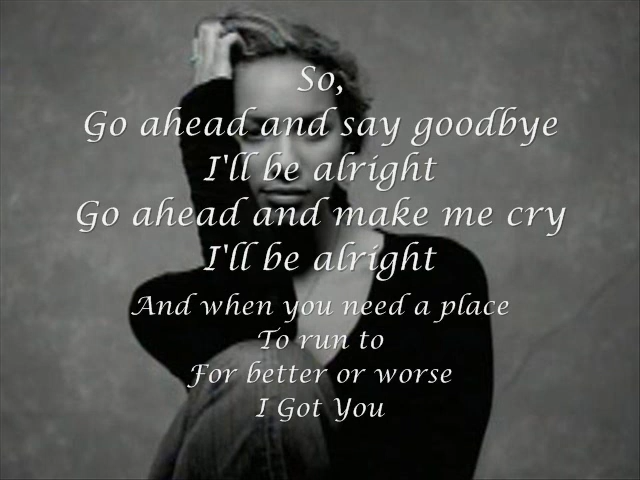 So,
Go ahead and say goodbye
I'll be alright
Go ahead and make me cry
I'll be alright
And when you need a place
To run to
For better or worse
I Got You